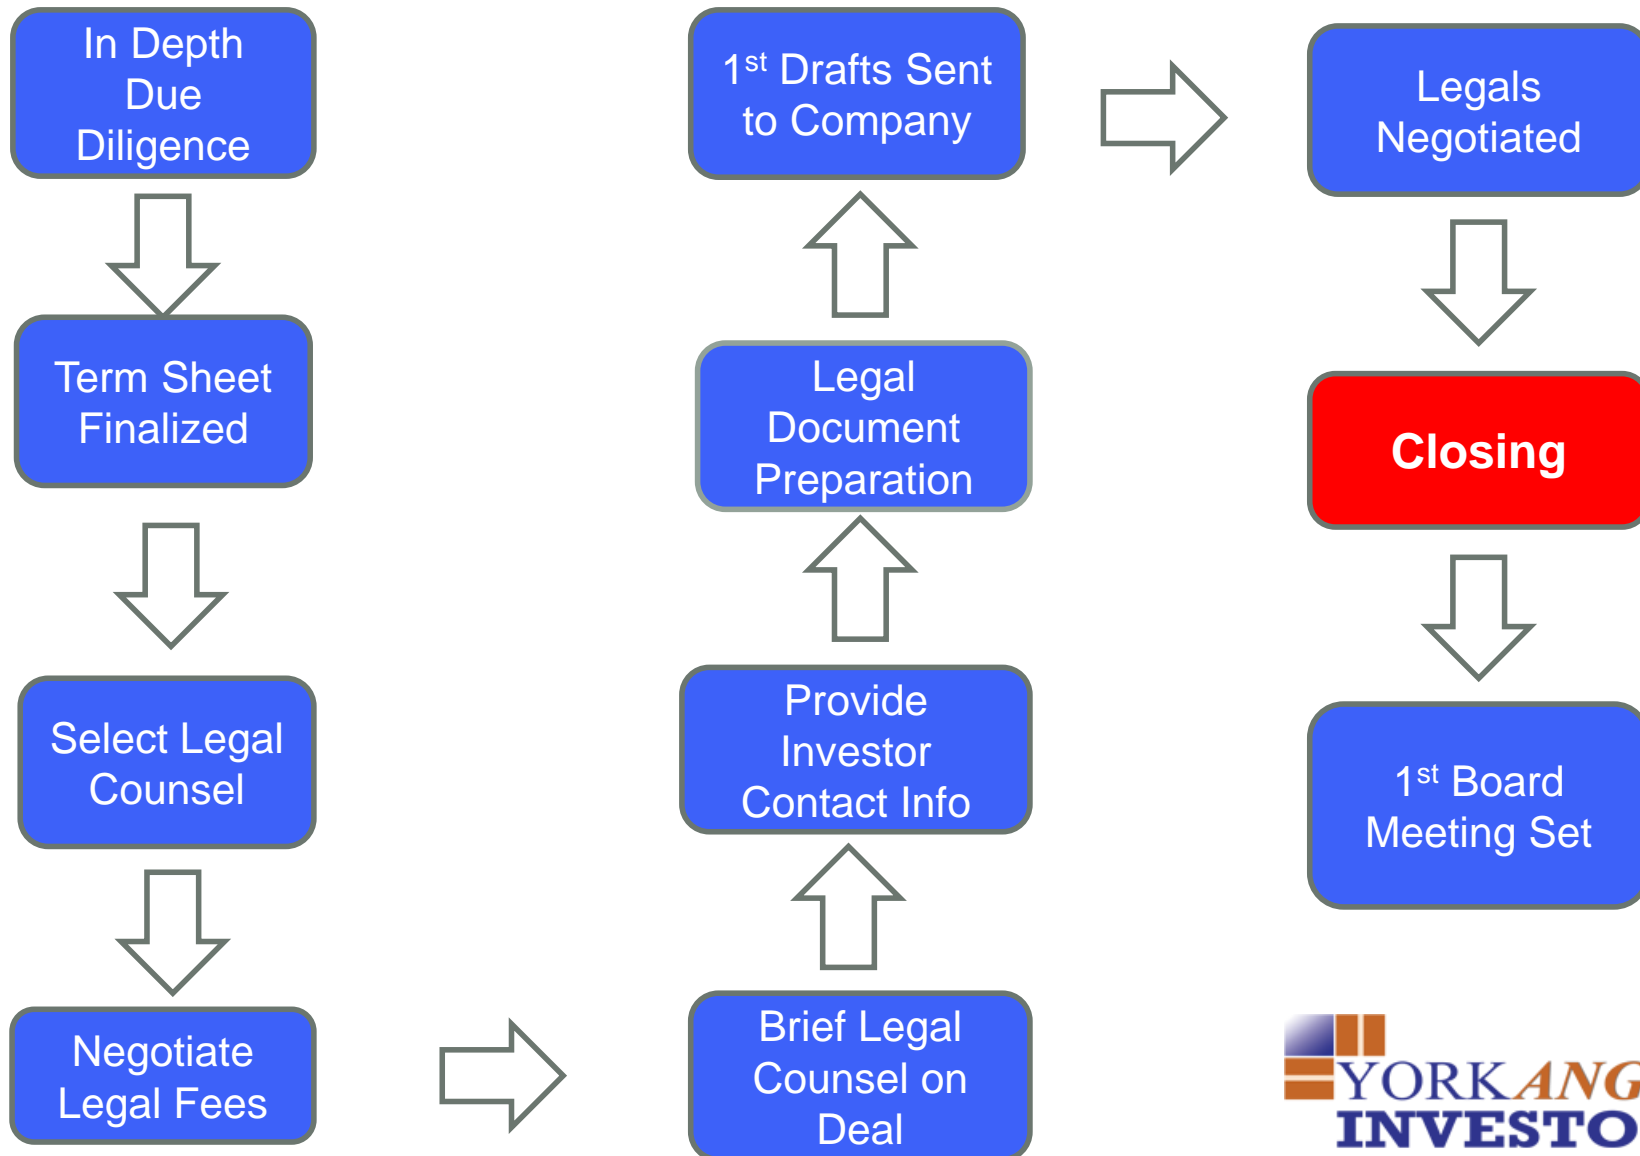 In Depth
Due
Diligence
Term Sheet
Finalized
Select Legal
Counsel
Negotiate
Legal Fees
Brief Legal
Counsel on
Deal
Provide
Investor
Contact Info
Legal
Document
Preparation
1st Drafts Sent
to Company
Legals
Negotiated
Closing
1st Board
Meeting Set
YORK ANG
INVESTO